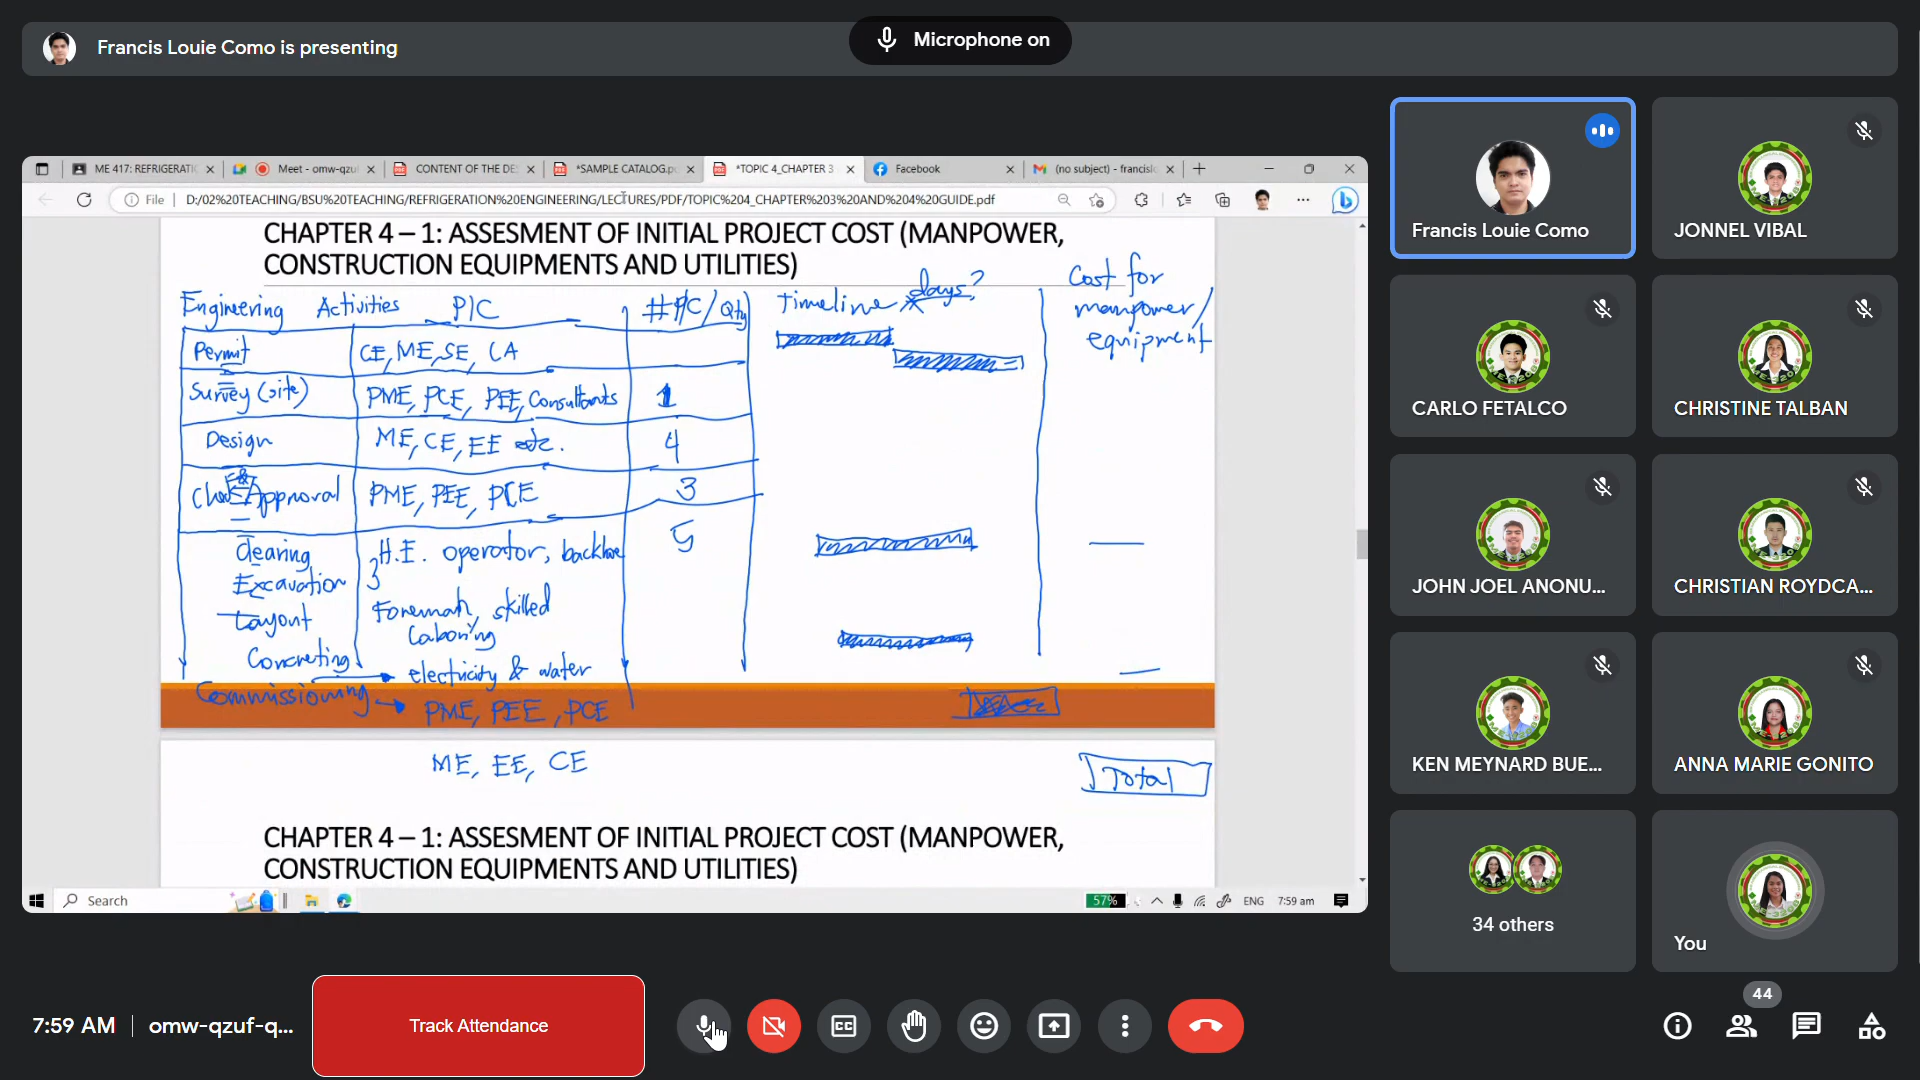 Francis Louie Como is presenting
Microphone on
ME 417: REFRIGERATI
Meet - omw-qzuf
CONTENT OF THE DE
*SAMPLE CATALOG.p
*TOPIC 4_CHAPTER 3
Facebook
(no subject) - francislo
File
D:/02%20TEACHING/BSU%20TEACHING/REFRIGERATION%20ENGINEERING/LECTURES/PDF/TOPIC%204_CHAPTER%203%20AND%204%20GUIDE.pdf
CHAPTER 4 – 1: ASSESMENT OF INITIAL PROJECT COST (MANPOWER,
CONSTRUCTION EQUIPMENTS AND UTILITIES)
Engineering Activities PIC # PIC/Qty Timeline days? Cost for
manpower/
equipment
Permit CE, ME, SE, LA
Survey (site) PME, PCE, PEE, Consultants 1
Design ME, CE, EE etc. 4
Approval PME, PEE, PCE 3
Clearing H.E. operator, backhoe 5
Excavation
Layout Foreman, skilled
Laboring
Concreting
electricity & water
Commissioning PME, PEE, PCE
ME, EE, CE
Total
CHAPTER 4 – 1: ASSESMENT OF INITIAL PROJECT COST (MANPOWER,
CONSTRUCTION EQUIPMENTS AND UTILITIES)
Search
57%
ENG
7:59 am
Francis Louie Como
JONNEL VIBAL
CARLO FETALCO
CHRISTINE TALBAN
JOHN JOEL ANONU...
CHRISTIAN ROYDCA...
KEN MEYNARD BUE...
ANNA MARIE GONITO
34 others
You
7:59 AM
omw-qzuf-q...
Track Attendance
44